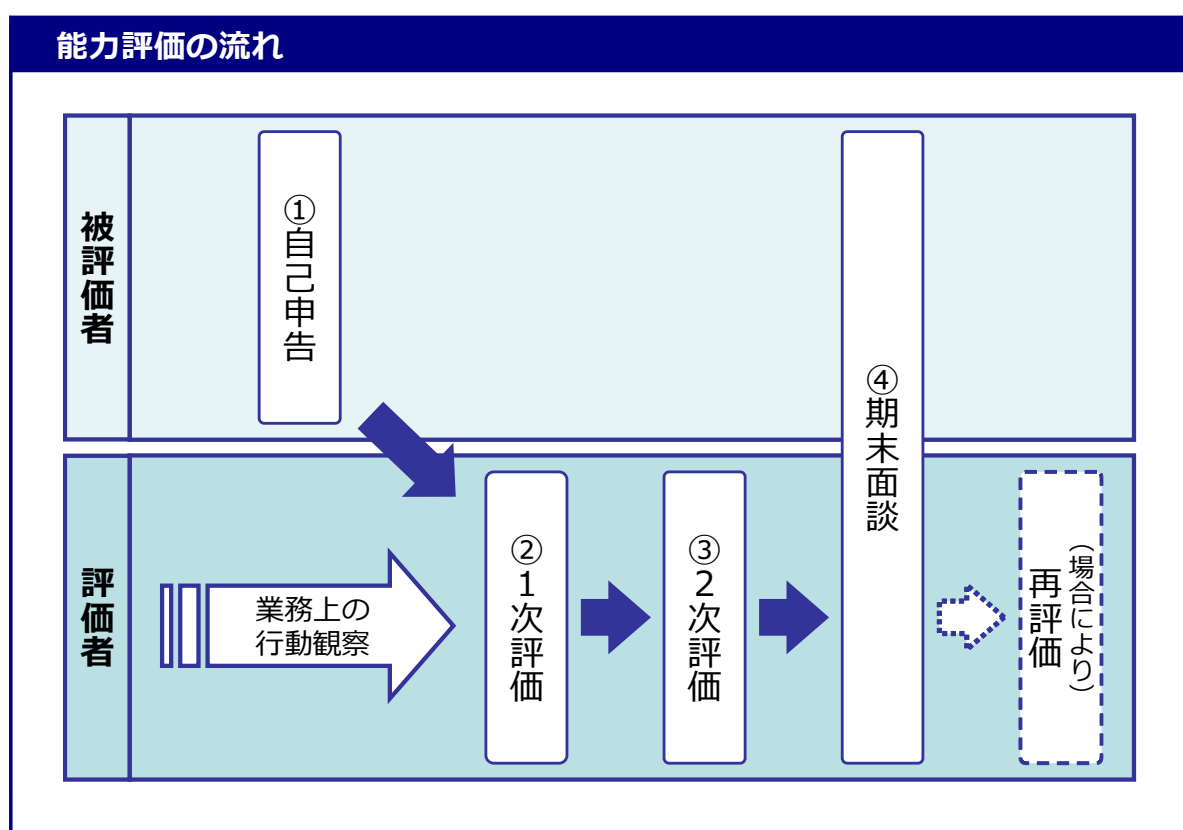 能力評価の流れ
被評価者
①自己申告
評価者
業務上の
行動観察
②1次評価
③2次評価
④期末面談
(場合により)
再評価